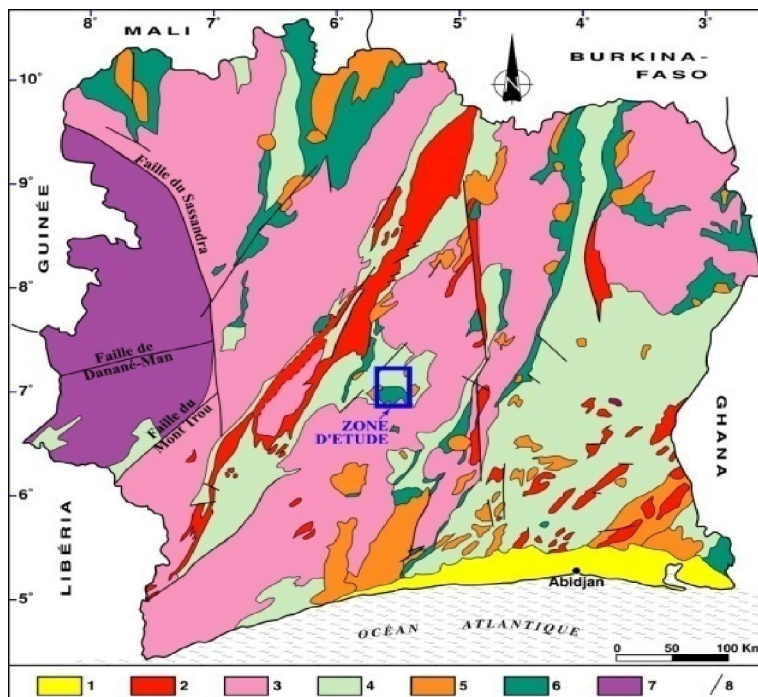 8° 7° 6° 5° 4° 3°
MALI
BURKINA-
FASO
N
10°
9°
8°
7°
6°
5°
GUINÉE
Faille du Sassandra
Faille de
Danané-Man
Faille du
Mont Trou
ZONE
D'ETUDE
GHANA
LIBÉRIA
Abidjan
OCÉAN ATLANTIQUE
0 50 100 Km
1 2 3 4 5 6 7 8